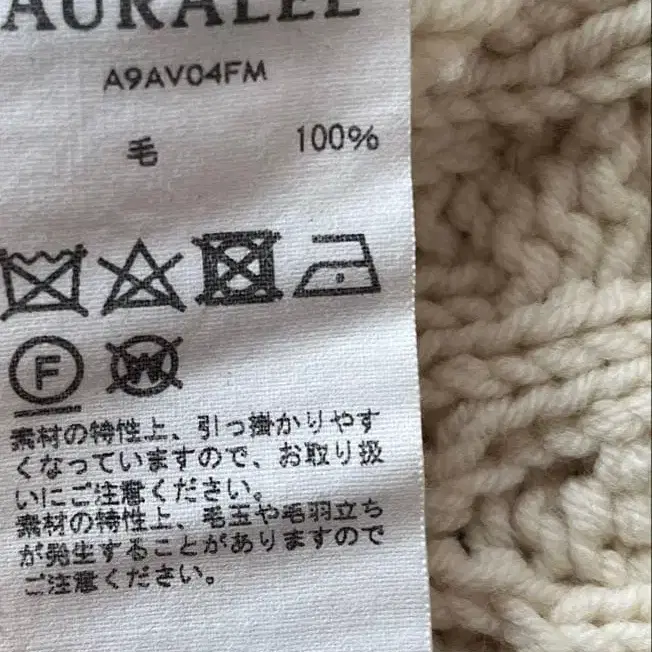 AURALEE
A9AV04FM
毛 100%
F
W
素材の特性上、引っ掛かりやす
くなっていますので、お取り扱
いにご注意ください。
素材の特性上、毛玉や毛羽立ち
が発生することがありますので
ご注意ください。